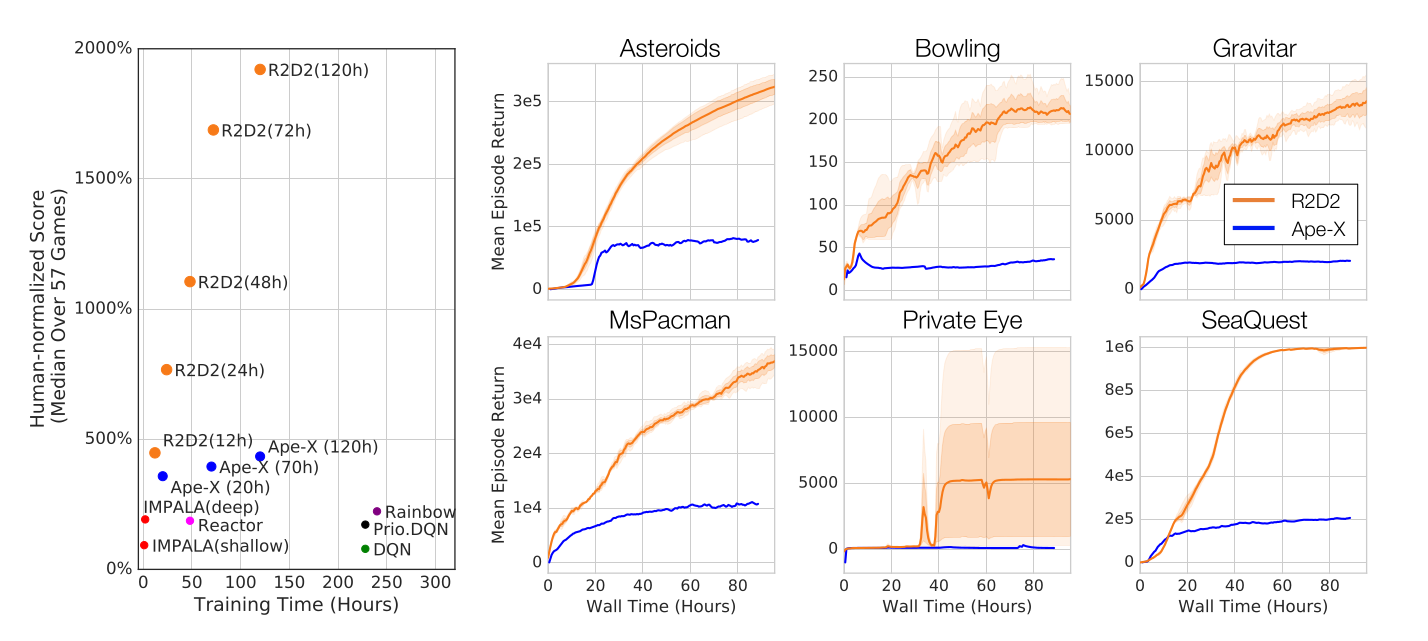 Human-normalized Score
(Median Over 57 Games)
2000%
1500%
1000%
500%
0%
R2D2(120h)
R2D2(72h)
R2D2(48h)
R2D2(24h)
R2D2(12h)
Ape-X (120h)
Ape-X (70h)
Ape-X (20h)
IMPALA(deep)
Reactor
IMPALA(shallow)
Rainbow
Prio.DQN
DQN
0 50 100 150 200 250 300
Training Time (Hours)
Asteroids
Mean Episode Return
3e5
2e5
1e5
0
Bowling
250
200
150
100
50
0
Gravitar
15000
10000
5000
0
R2D2
Ape-X
MsPacman
Mean Episode Return
4e4
3e4
2e4
1e4
0
0 20 40 60 80
Wall Time (Hours)
Private Eye
15000
10000
5000
0
0 20 40 60 80
Wall Time (Hours)
SeaQuest
1e6
8e5
6e5
4e5
2e5
0
0 20 40 60 80
Wall Time (Hours)